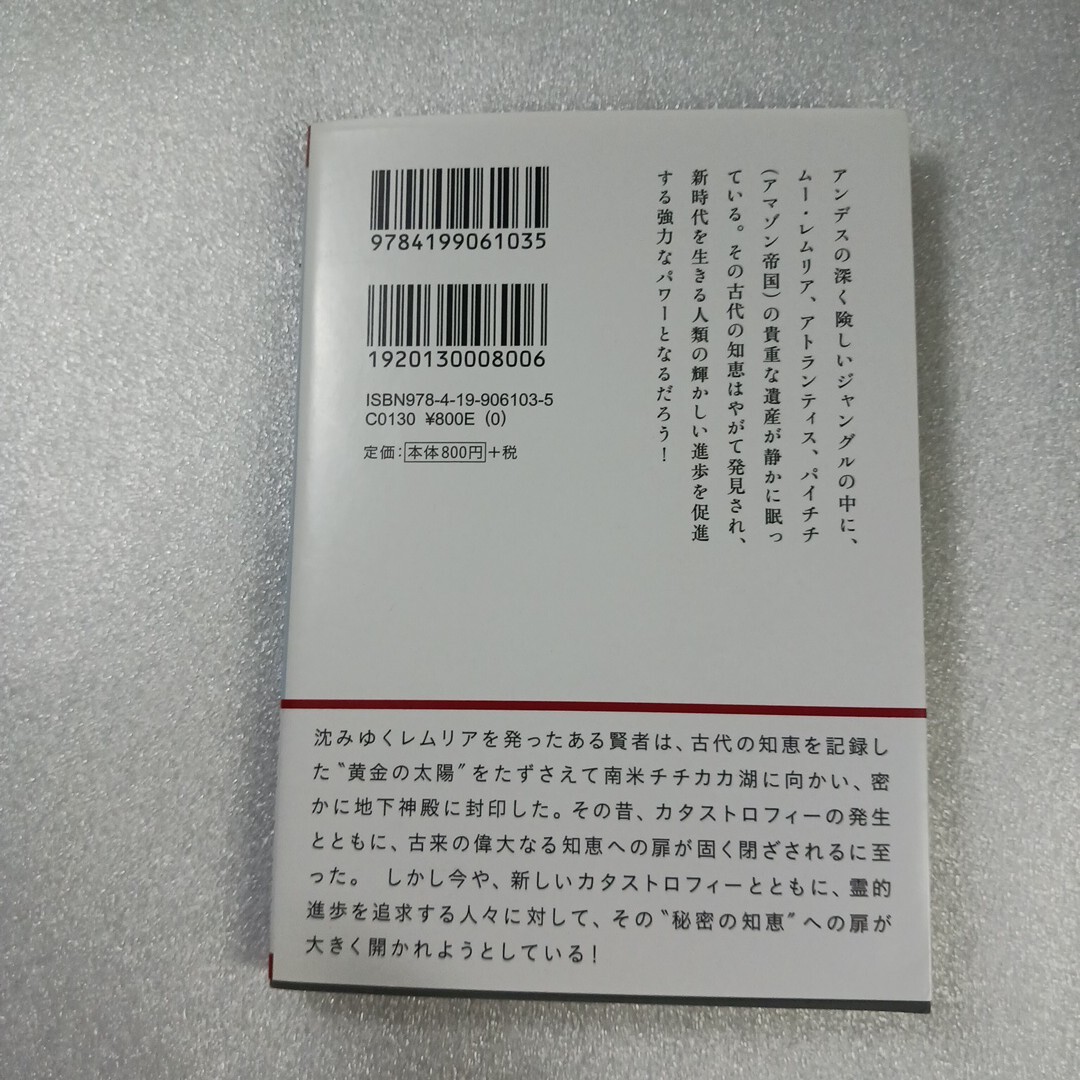 アンデスの深く険しいジャングルの中に、
ムー・レムリア、アトランティス、パイチチ
（アマゾン帝国）の貴重な遺産が静かに眠っ
ている。その古代の知恵はやがて発見され、
新時代を生きる人類の輝かしい進歩を促進
する強力なパワーとなるだろう！
9784199061035
1920130008006
ISBN978-4-19-906103-5
C0130 ¥800E (0)
定価：本体800円＋税
沈みゆくレムリアを発ったある賢者は、古代の知恵を記録し
た〝黄金の太陽〟をたずさえて南米チチカカ湖に向かい、密
かに地下神殿に封印した。その昔、カタストロフィーの発生
とともに、古来の偉大なる知恵への扉が固く閉ざされるに至
った。 しかし今や、新しいカタストロフィーとともに、霊的
進歩を追求する人々に対して、その〝秘密の知恵〟への扉が
大きく開かれようとしている！